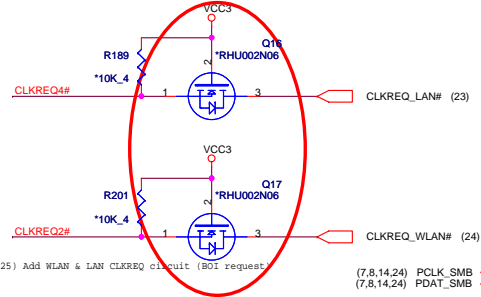 VCC3
R189
Q16
*RHU002N06
2
*10K_4
CLKREQ4#
1
3
CLKREQ_LAN# (23)
VCC3
Q17
R201
*RHU002N06
2
*10K_4
CLKREQ2#
1
3
CLKREQ_WLAN# (24)
25) Add WLAN & LAN CLKREQ circuit (BOI request)
(7,8,14,24) PCLK_SMB
(7,8,14,24) PDAT_SMB